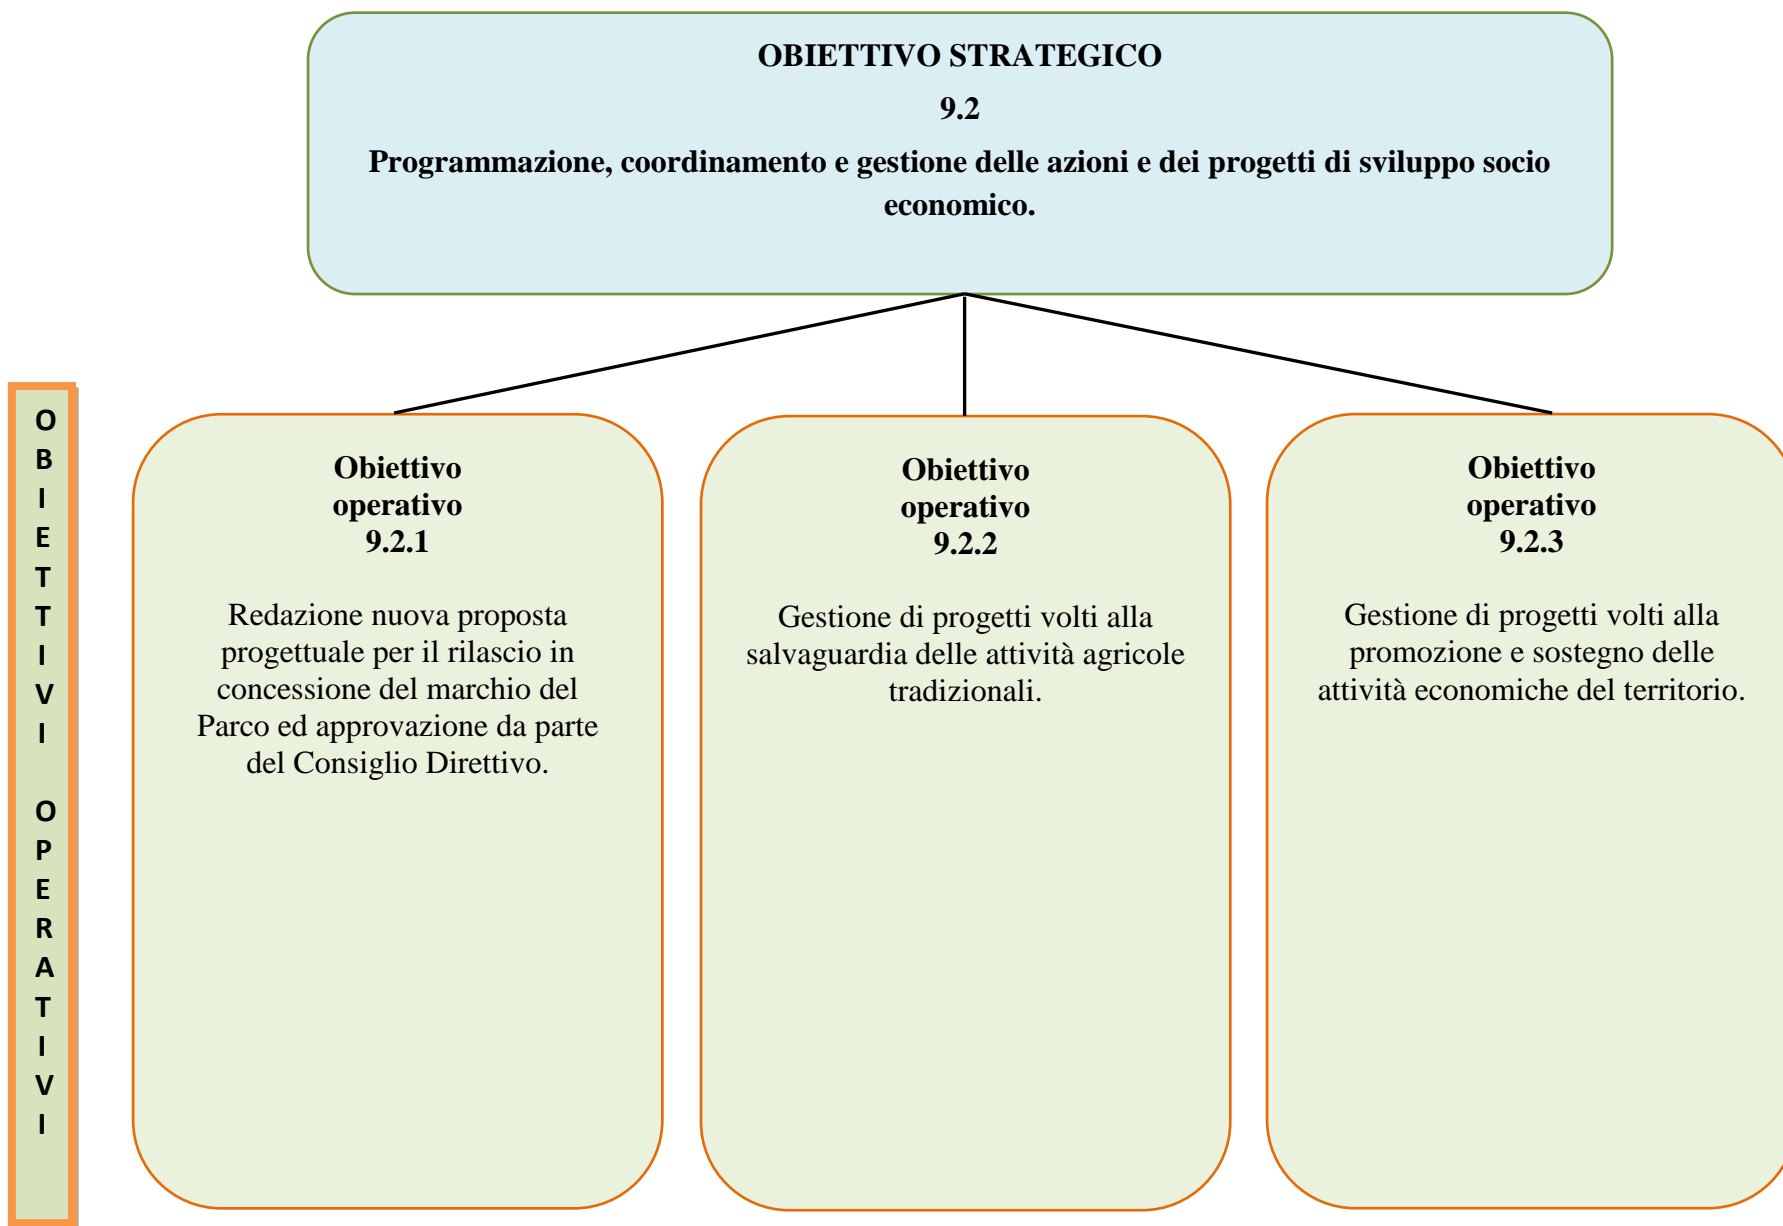 OBIETTIVO STRATEGICO
9.2
Programmazione, coordinamento e gestione delle azioni e dei progetti di sviluppo socio
economico.
O
B
I
E
T
T
I
V
I
O
P
E
R
A
T
I
V
I
Obiettivo
operativo
9.2.1
Redazione nuova proposta
progettuale per il rilascio in
concessione del marchio del
Parco ed approvazione da parte
del Consiglio Direttivo.
Obiettivo
operativo
9.2.2
Gestione di progetti volti alla
salvaguardia delle attività agricole
tradizionali.
Obiettivo
operativo
9.2.3
Gestione di progetti volti alla
promozione e sostegno delle
attività economiche del territorio.